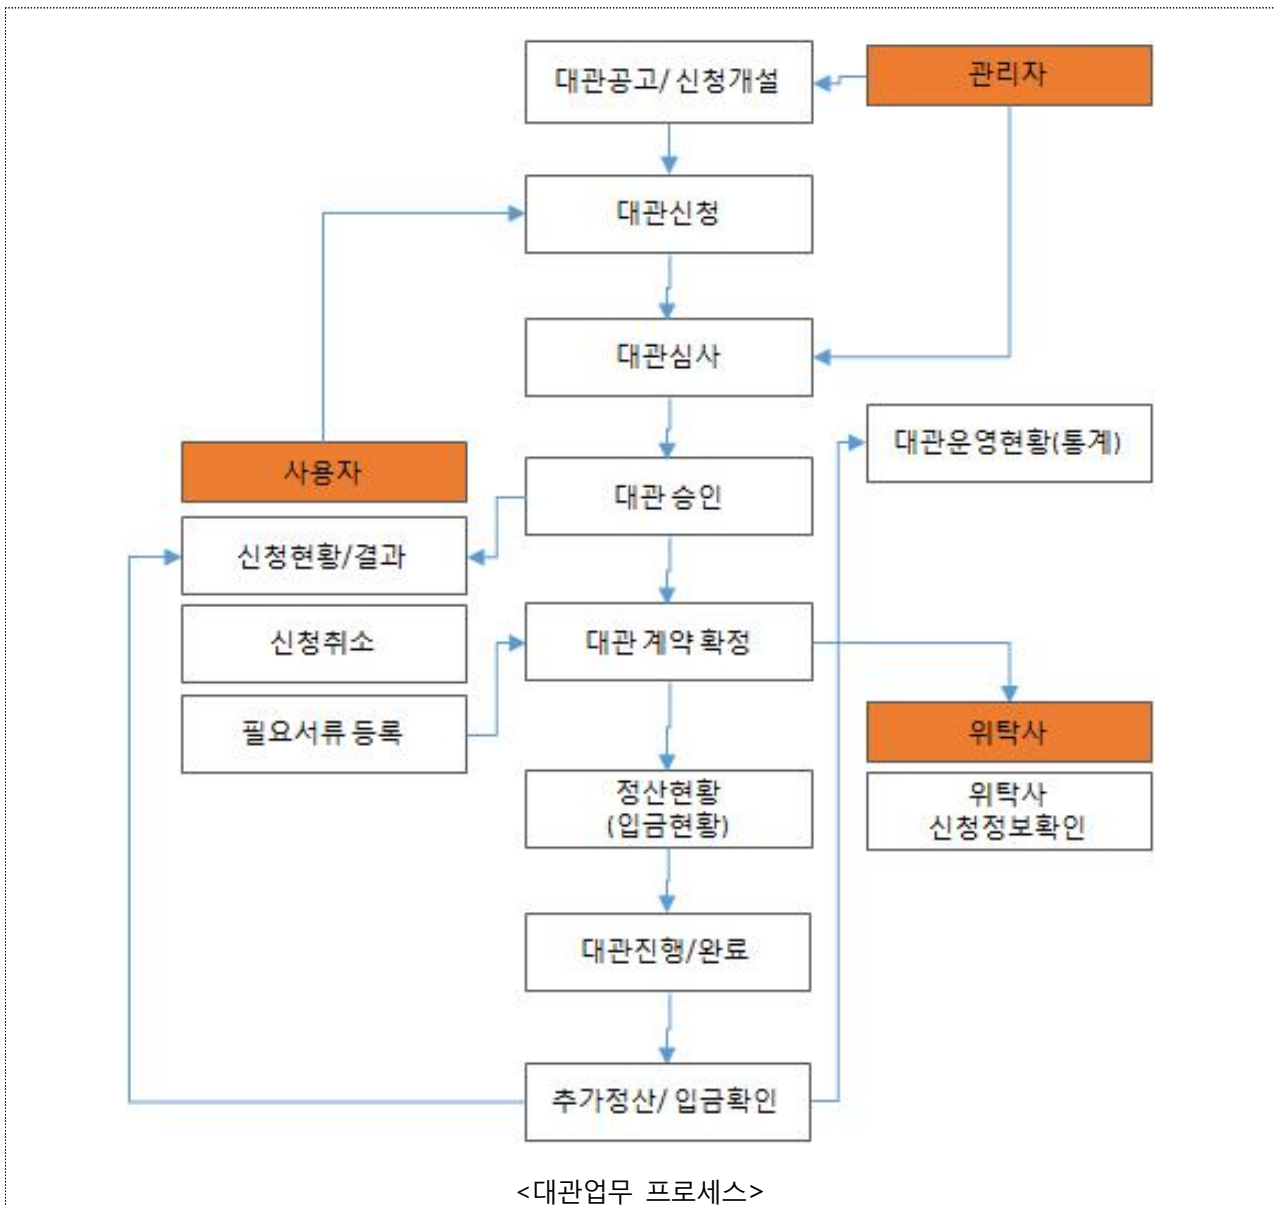 대관공고/ 신청개설
관리자
대관신청
대관심사
대관운영현황(통계)
사용자
대관 승인
신청현황/결과
신청취소
대관 계약 확정
필요서류 등록
위탁사
정산현황
(입금현황)
위탁사
신청정보확인
대관진행/완료
추가정산/ 입금확인
<대관업무 프로세스>